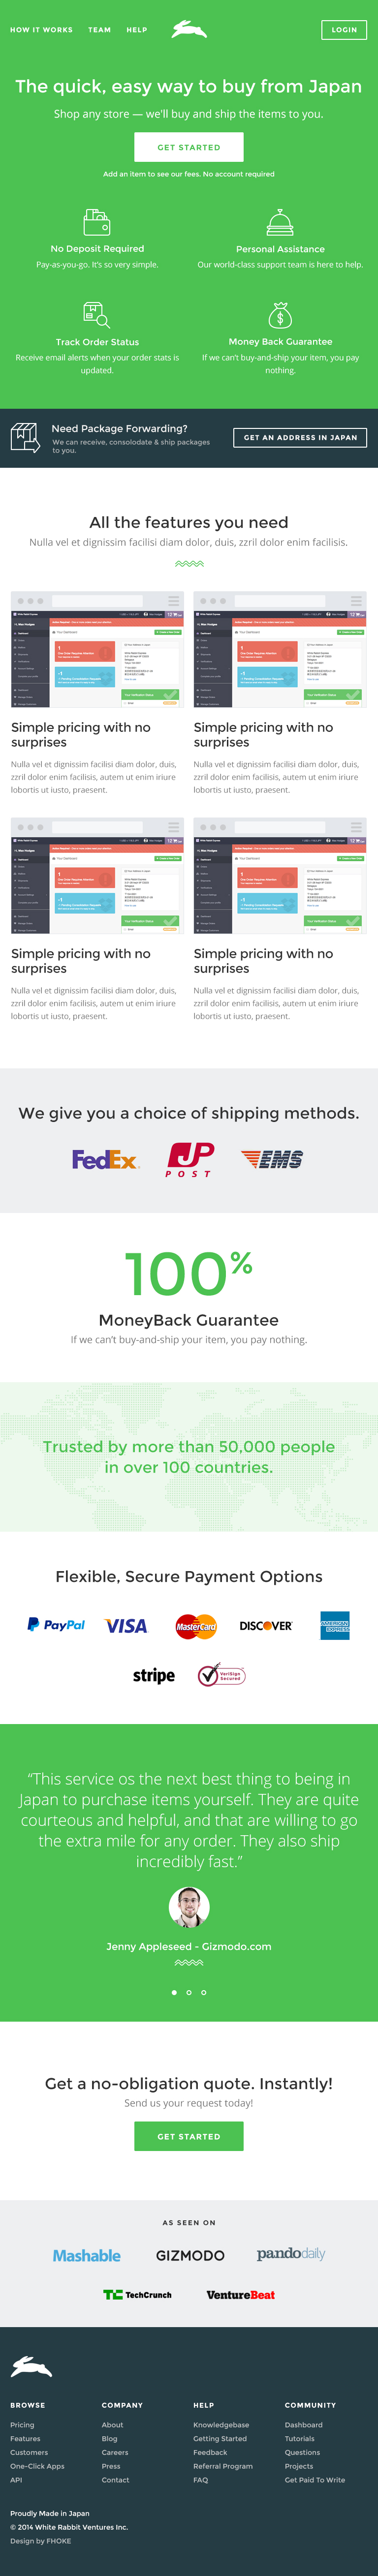 HOW IT WORKS TEAM HELP LOGIN
The quick, easy way to buy from Japan
Shop any store — we'll buy and ship the items to you.
GET STARTED
Add an item to see our fees. No account required
No Deposit Required
Pay-as-you-go. It's so very simple.
Personal Assistance
Our world-class support team is here to help.
Track Order Status
Receive email alerts when your order stats is
updated.
Money Back Guarantee
If we can't buy-and-ship your item, you pay
nothing.
Need Package Forwarding?
We can receive, consolodate & ship packages
to you.
GET AN ADDRESS IN JAPAN
All the features you need
Nulla vel et dignissim facilisi diam dolor, duis, zzril dolor enim facilisis.
Simple pricing with no
surprises
Nulla vel et dignissim facilisi diam dolor, duis,
zzril dolor enim facilisis, autem ut enim iriure
lobortis ut iusto, praesent.
Simple pricing with no
surprises
Nulla vel et dignissim facilisi diam dolor, duis,
zzril dolor enim facilisis, autem ut enim iriure
lobortis ut iusto, praesent.
Simple pricing with no
surprises
Nulla vel et dignissim facilisi diam dolor, duis,
zzril dolor enim facilisis, autem ut enim iriure
lobortis ut iusto, praesent.
Simple pricing with no
surprises
Nulla vel et dignissim facilisi diam dolor, duis,
zzril dolor enim facilisis, autem ut enim iriure
lobortis ut iusto, praesent.
We give you a choice of shipping methods.
FedEx JP POST EMS
100%
MoneyBack Guarantee
If we can't buy-and-ship your item, you pay nothing.
Trusted by more than 50,000 people
in over 100 countries.
Flexible, Secure Payment Options
PayPal VISA MasterCard DISCOVER AMERICAN EXPRESS
stripe VeriSign Secured
“This service os the next best thing to being in
Japan to purchase items yourself. They are quite
courteous and helpful, and that are willing to go
the extra mile for any order. They also ship
incredibly fast.”
Jenny Appleseed - Gizmodo.com
Get a no-obligation quote. Instantly!
Send us your request today!
GET STARTED
AS SEEN ON
Mashable GIZMODO pandodaily
TC TechCrunch VentureBeat
BROWSE
Pricing
Features
Customers
One-Click Apps
API
COMPANY
About
Blog
Careers
Press
Contact
HELP
Knowledgebase
Getting Started
Feedback
Referral Program
FAQ
COMMUNITY
Dashboard
Tutorials
Questions
Projects
Get Paid To Write
Proudly Made in Japan
© 2014 White Rabbit Ventures Inc.
Design by FHOKE